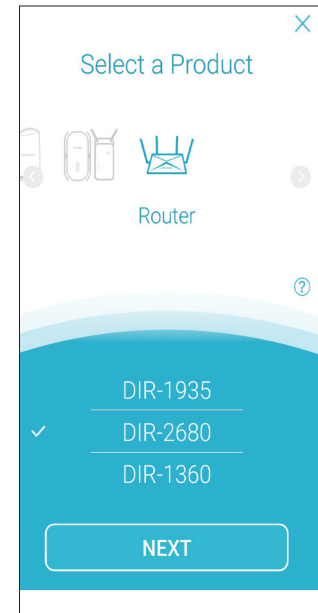 Select a Product
Router
?
DIR-1935
DIR-2680
DIR-1360
NEXT